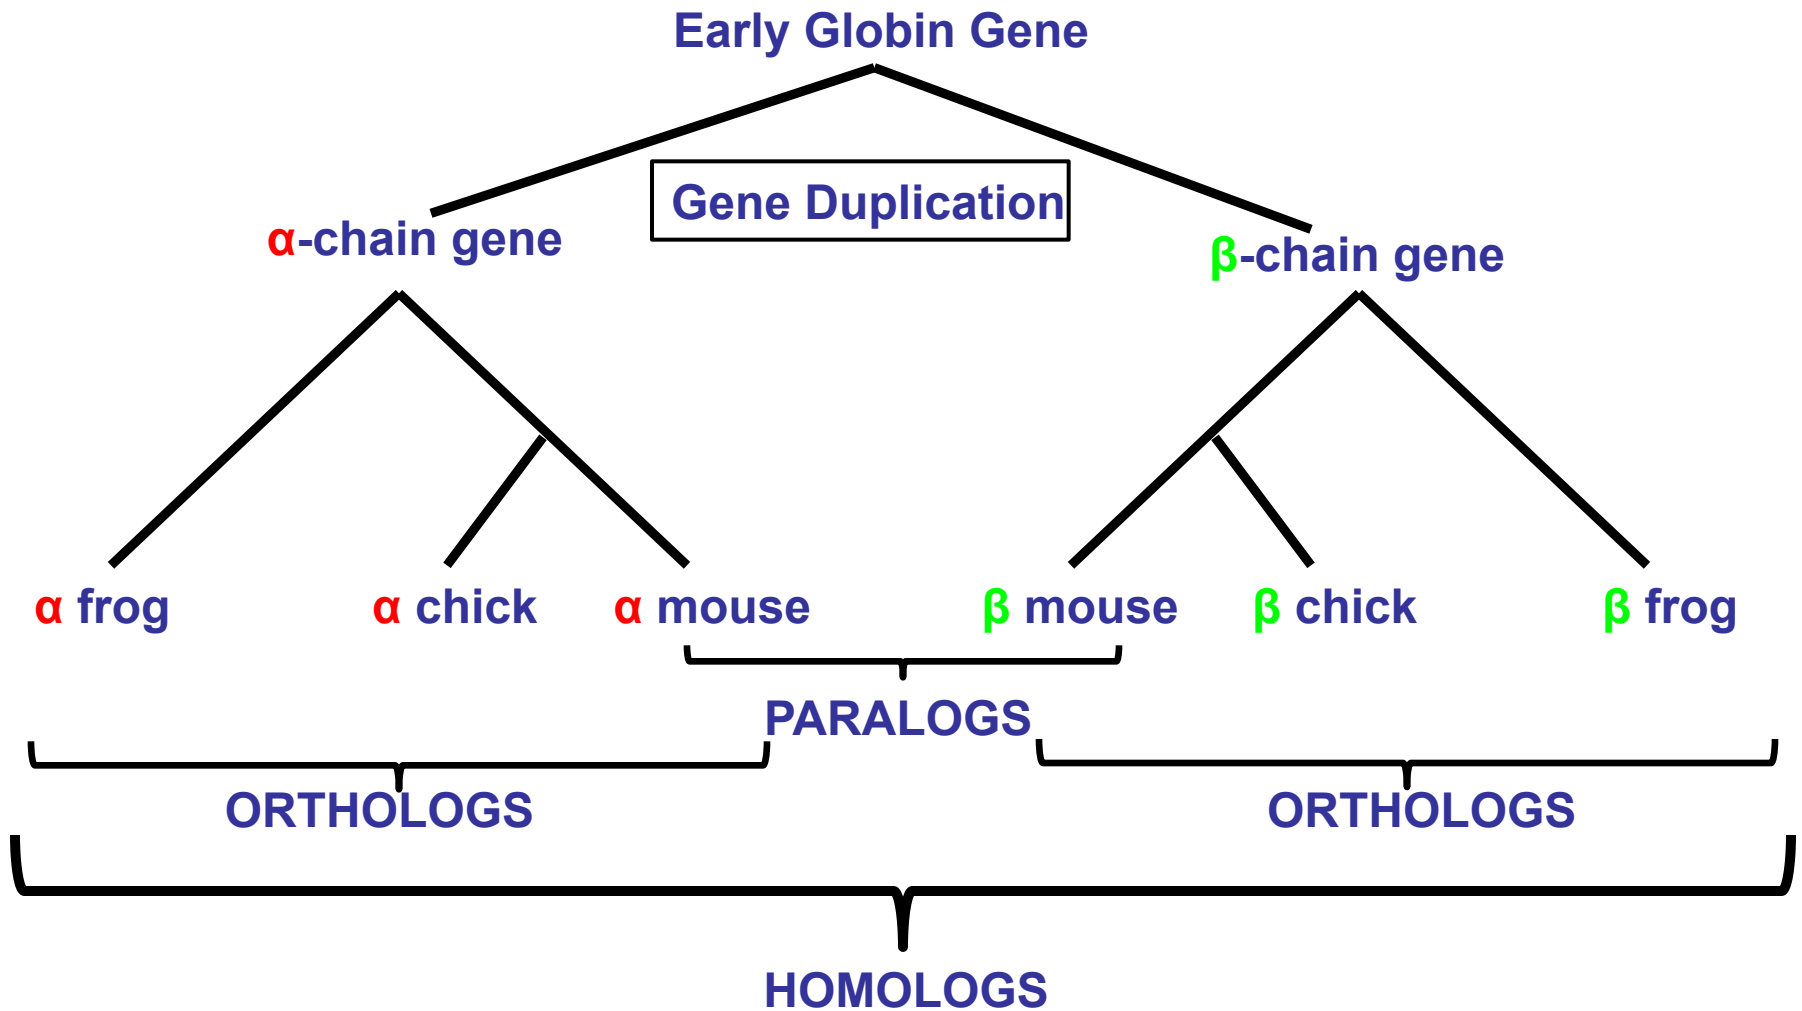 Early Globin Gene
Gene Duplication
α-chain gene
β-chain gene
α frog
α chick
α mouse
β mouse
β chick
β frog
PARALOGS
ORTHOLOGS
ORTHOLOGS
HOMOLOGS